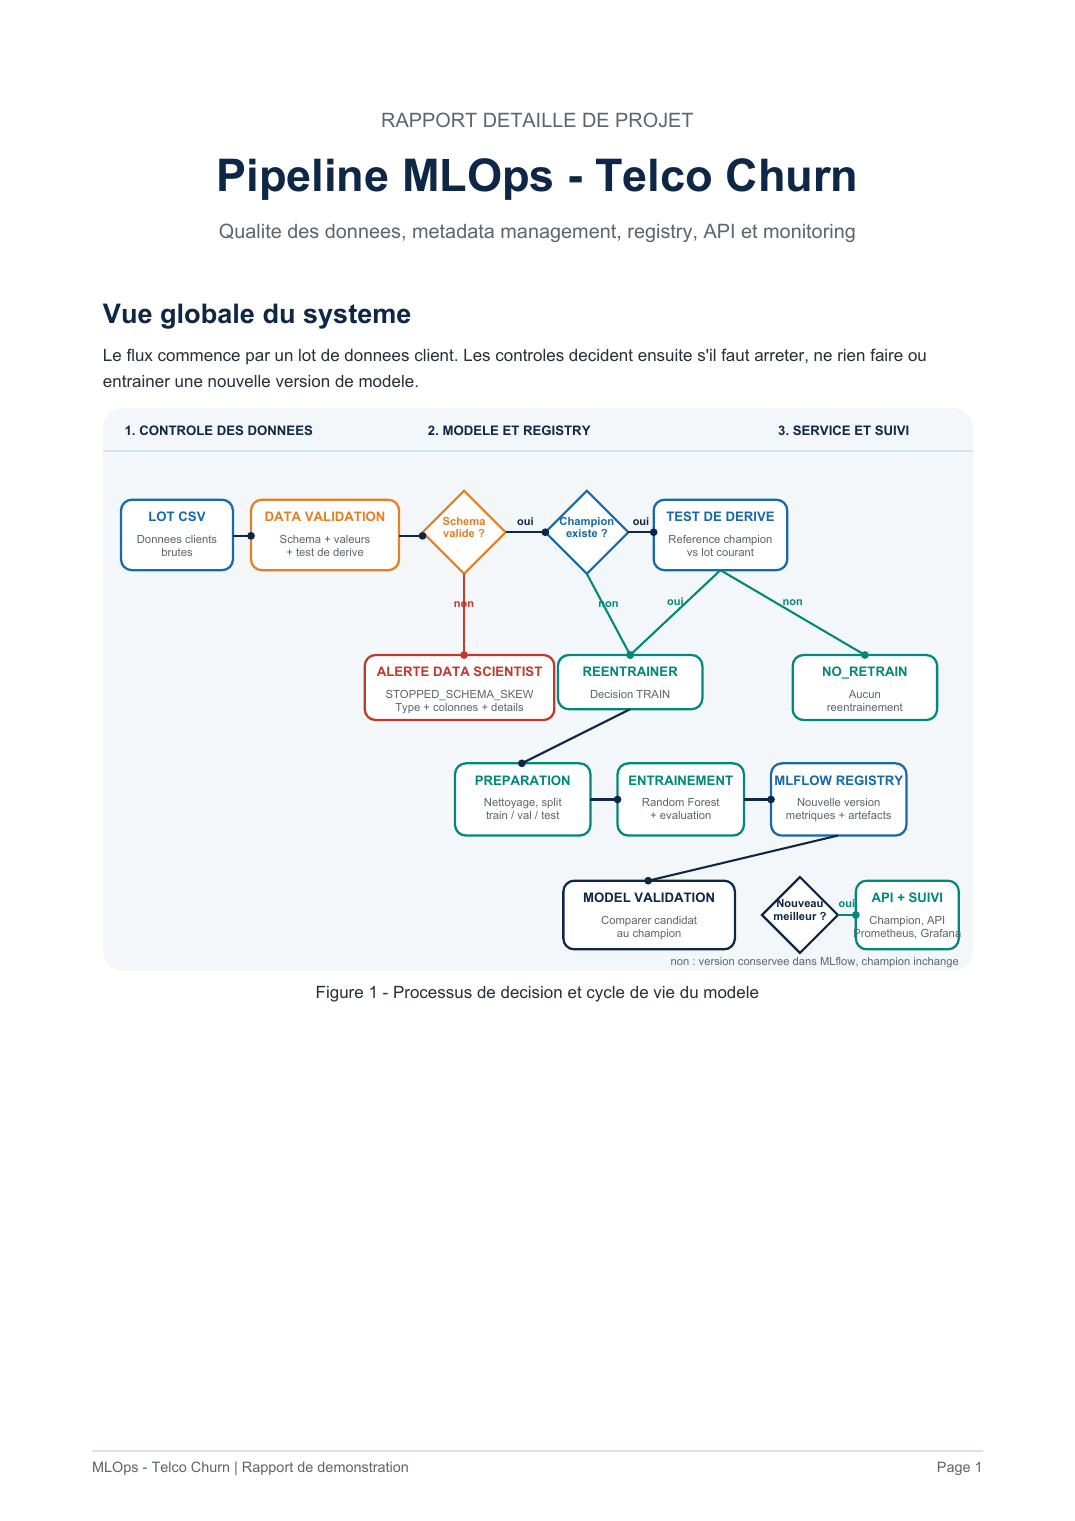 RAPPORT DETAILLE DE PROJET
Pipeline MLOps - Telco Churn
Qualite des donnees, metadata management, registry, API et monitoring
Vue globale du systeme
Le flux commence par un lot de donnees client. Les controles decident ensuite s'il faut arreter, ne rien faire ou
entrainer une nouvelle version de modele.
1. CONTROLE DES DONNEES
2. MODELE ET REGISTRY
3. SERVICE ET SUIVI
LOT CSV
Donnees clients
brutes
DATA VALIDATION
Schema + valeurs
+ test de derive
Schema
valide ?
oui
Champion
existe ?
oui
TEST DE DERIVE
Reference champion
vs lot courant
non
non
oui
non
ALERTE DATA SCIENTIST
STOPPED_SCHEMA_SKEW
Type + colonnes + details
REENTRAINER
Decision TRAIN
NO_RETRAIN
Aucun
reentrainement
PREPARATION
Nettoyage, split
train / val / test
ENTRAINEMENT
Random Forest
+ evaluation
MLFLOW REGISTRY
Nouvelle version
metriques + artefacts
MODEL VALIDATION
Comparer candidat
au champion
Nouveau
meilleur ?
oui
API + SUIVI
Champion, API
Prometheus, Grafana
non : version conservee dans MLflow, champion inchange
Figure 1 - Processus de decision et cycle de vie du modele
MLOps - Telco Churn | Rapport de demonstration
Page 1